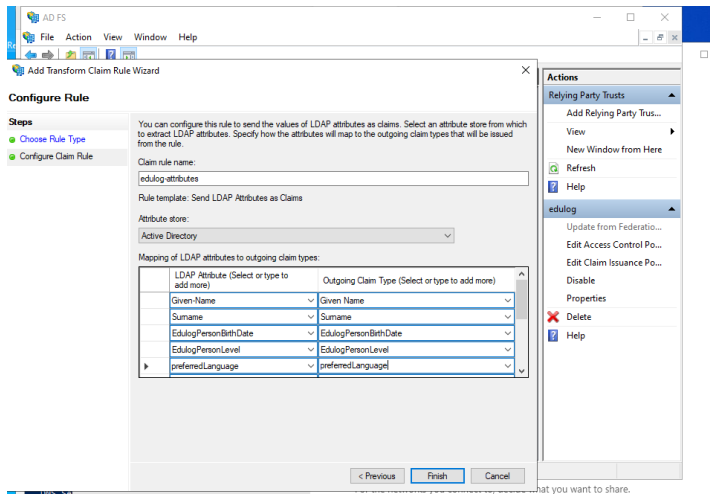 AD FS
File Action View Window Help
Add Transform Claim Rule Wizard
Configure Rule
Steps
Choose Rule Type
Configure Claim Rule
You can configure this rule to send the values of LDAP attributes as claims. Select an attribute store from which
to extract LDAP attributes. Specify how the attributes will map to the outgoing claim types that will be issued
from the rule.
Claim rule name:
edulog-attributes
Rule template: Send LDAP Attributes as Claims
Attribute store:
Active Directory
Mapping of LDAP attributes to outgoing claim types:
LDAP Attribute (Select or type to
add more)
Outgoing Claim Type (Select or type to add more)
Given-Name Given Name
Surname Surname
EdulogPersonBirthDate EdulogPersonBirthDate
EdulogPersonLevel EdulogPersonLevel
preferredLanguage preferredLanguage
< Previous Finish Cancel
Actions
Relying Party Trusts
Add Relying Party Trus...
View
New Window from Here
Refresh
Help
edulog
Update from Federatio...
Edit Access Control Po...
Edit Claim Issuance Po...
Disable
Properties
Delete
Help
what you want to share.